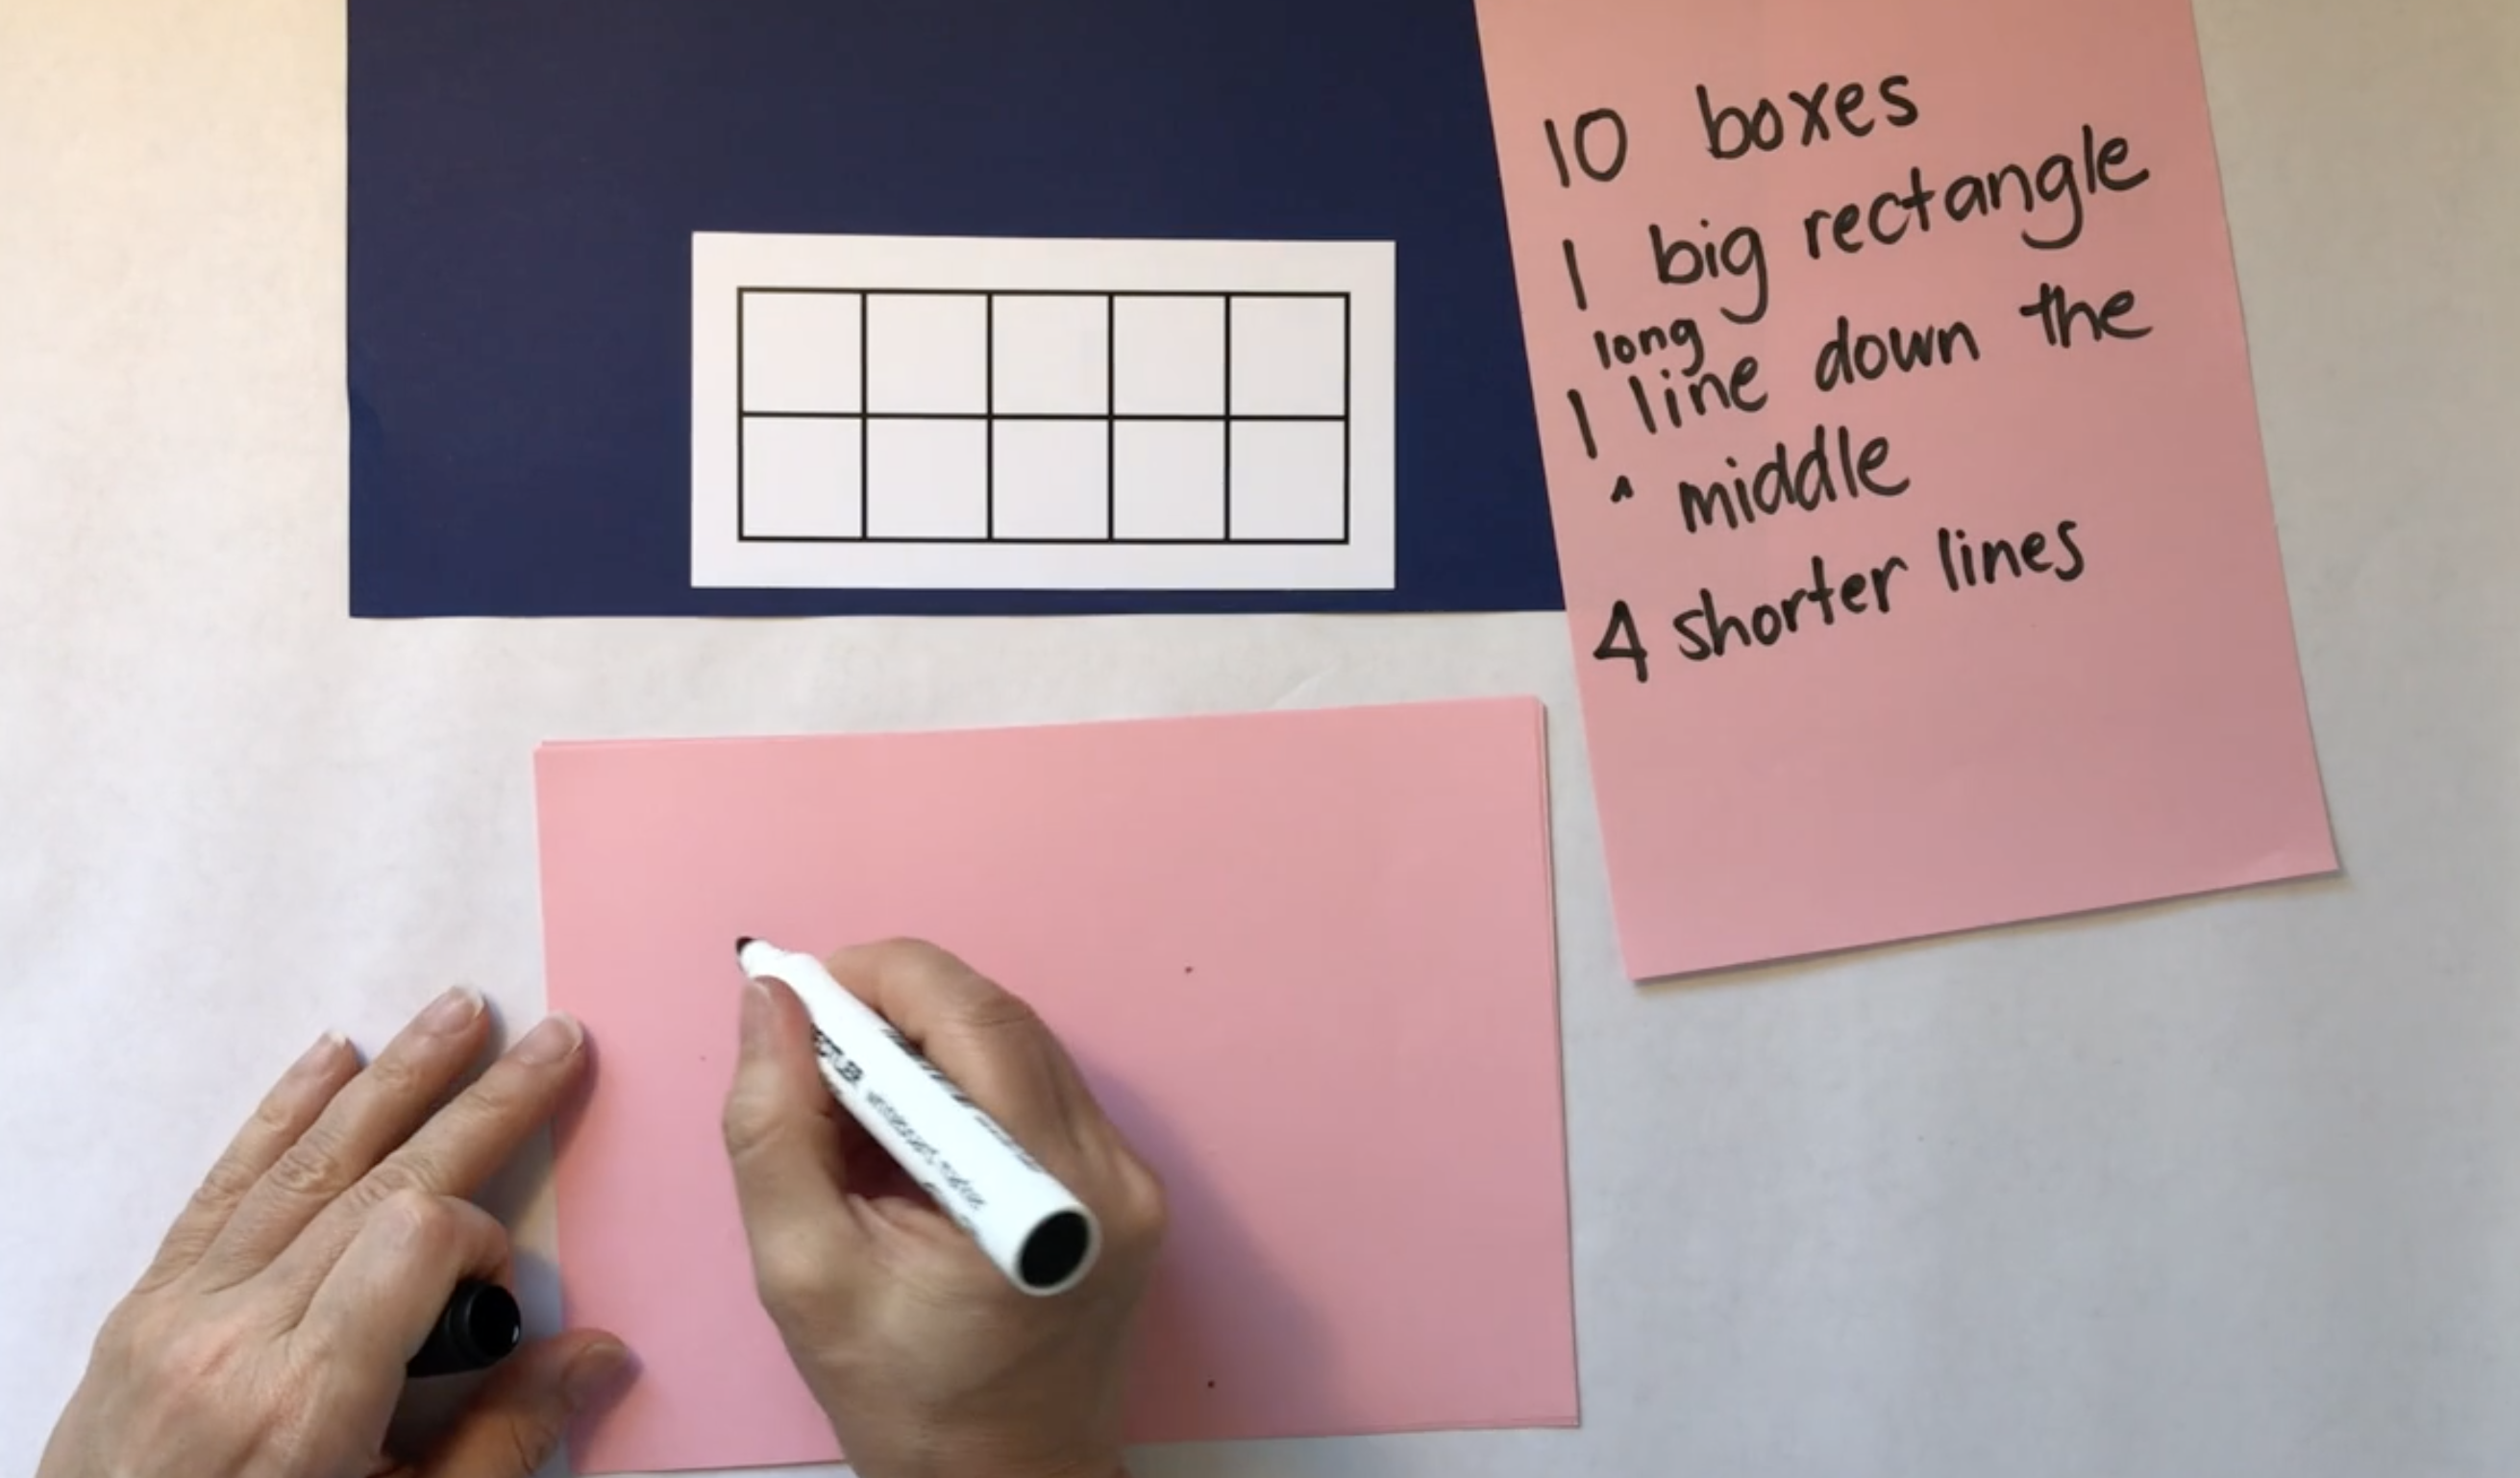 10 boxes
1 big rectangle
long
1 line down the
^ middle
4 shorter lines